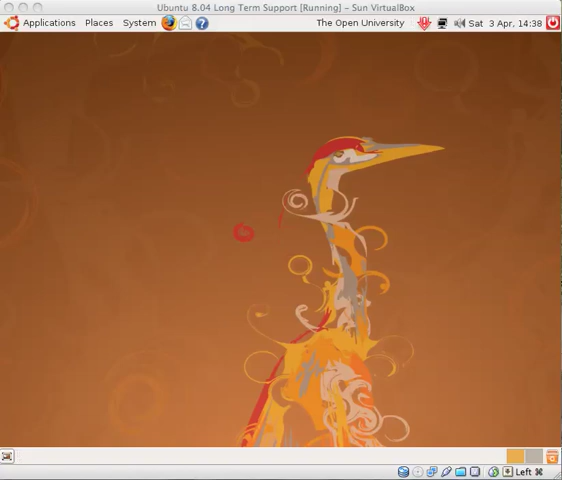 Ubuntu 8.04 Long Term Support [Running] – Sun VirtualBox
Applications Places System The Open University Sat 3 Apr, 14:38
Left ⌘